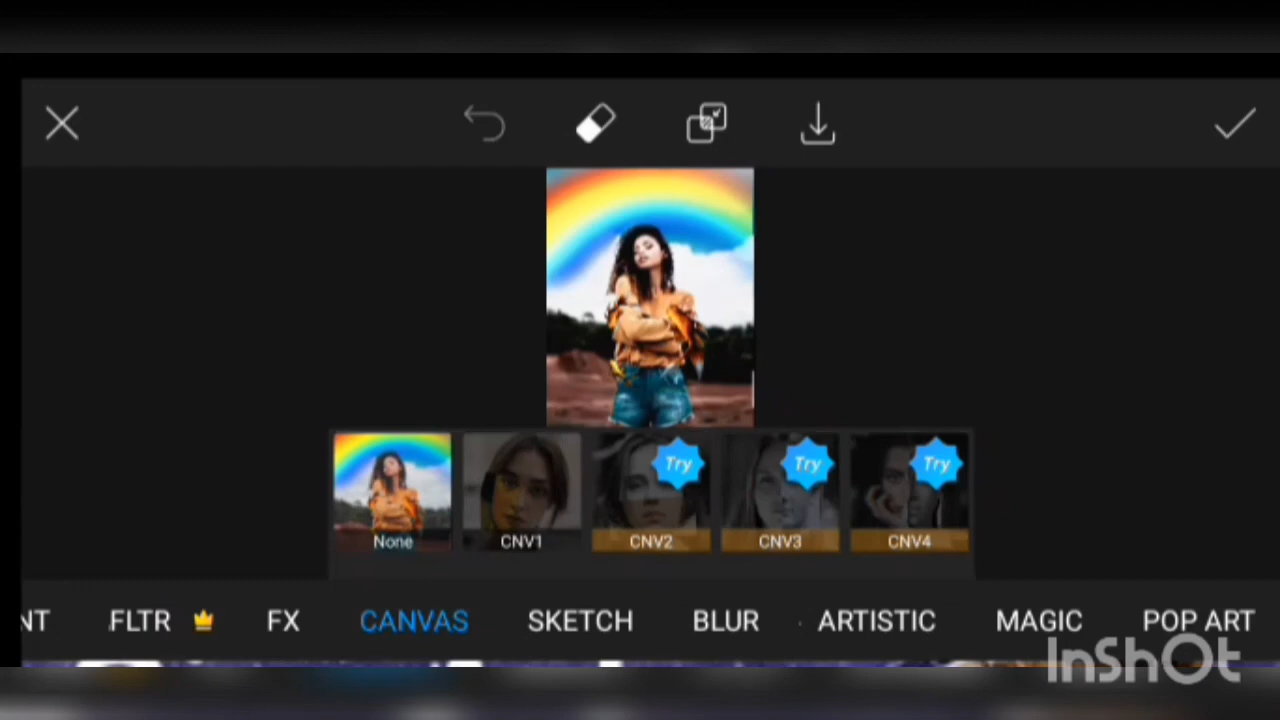 Try Try Try
None CNV1 CNV2 CNV3 CNV4
NT FLTR FX CANVAS SKETCH BLUR ARTISTIC MAGIC POP ART
InShOt